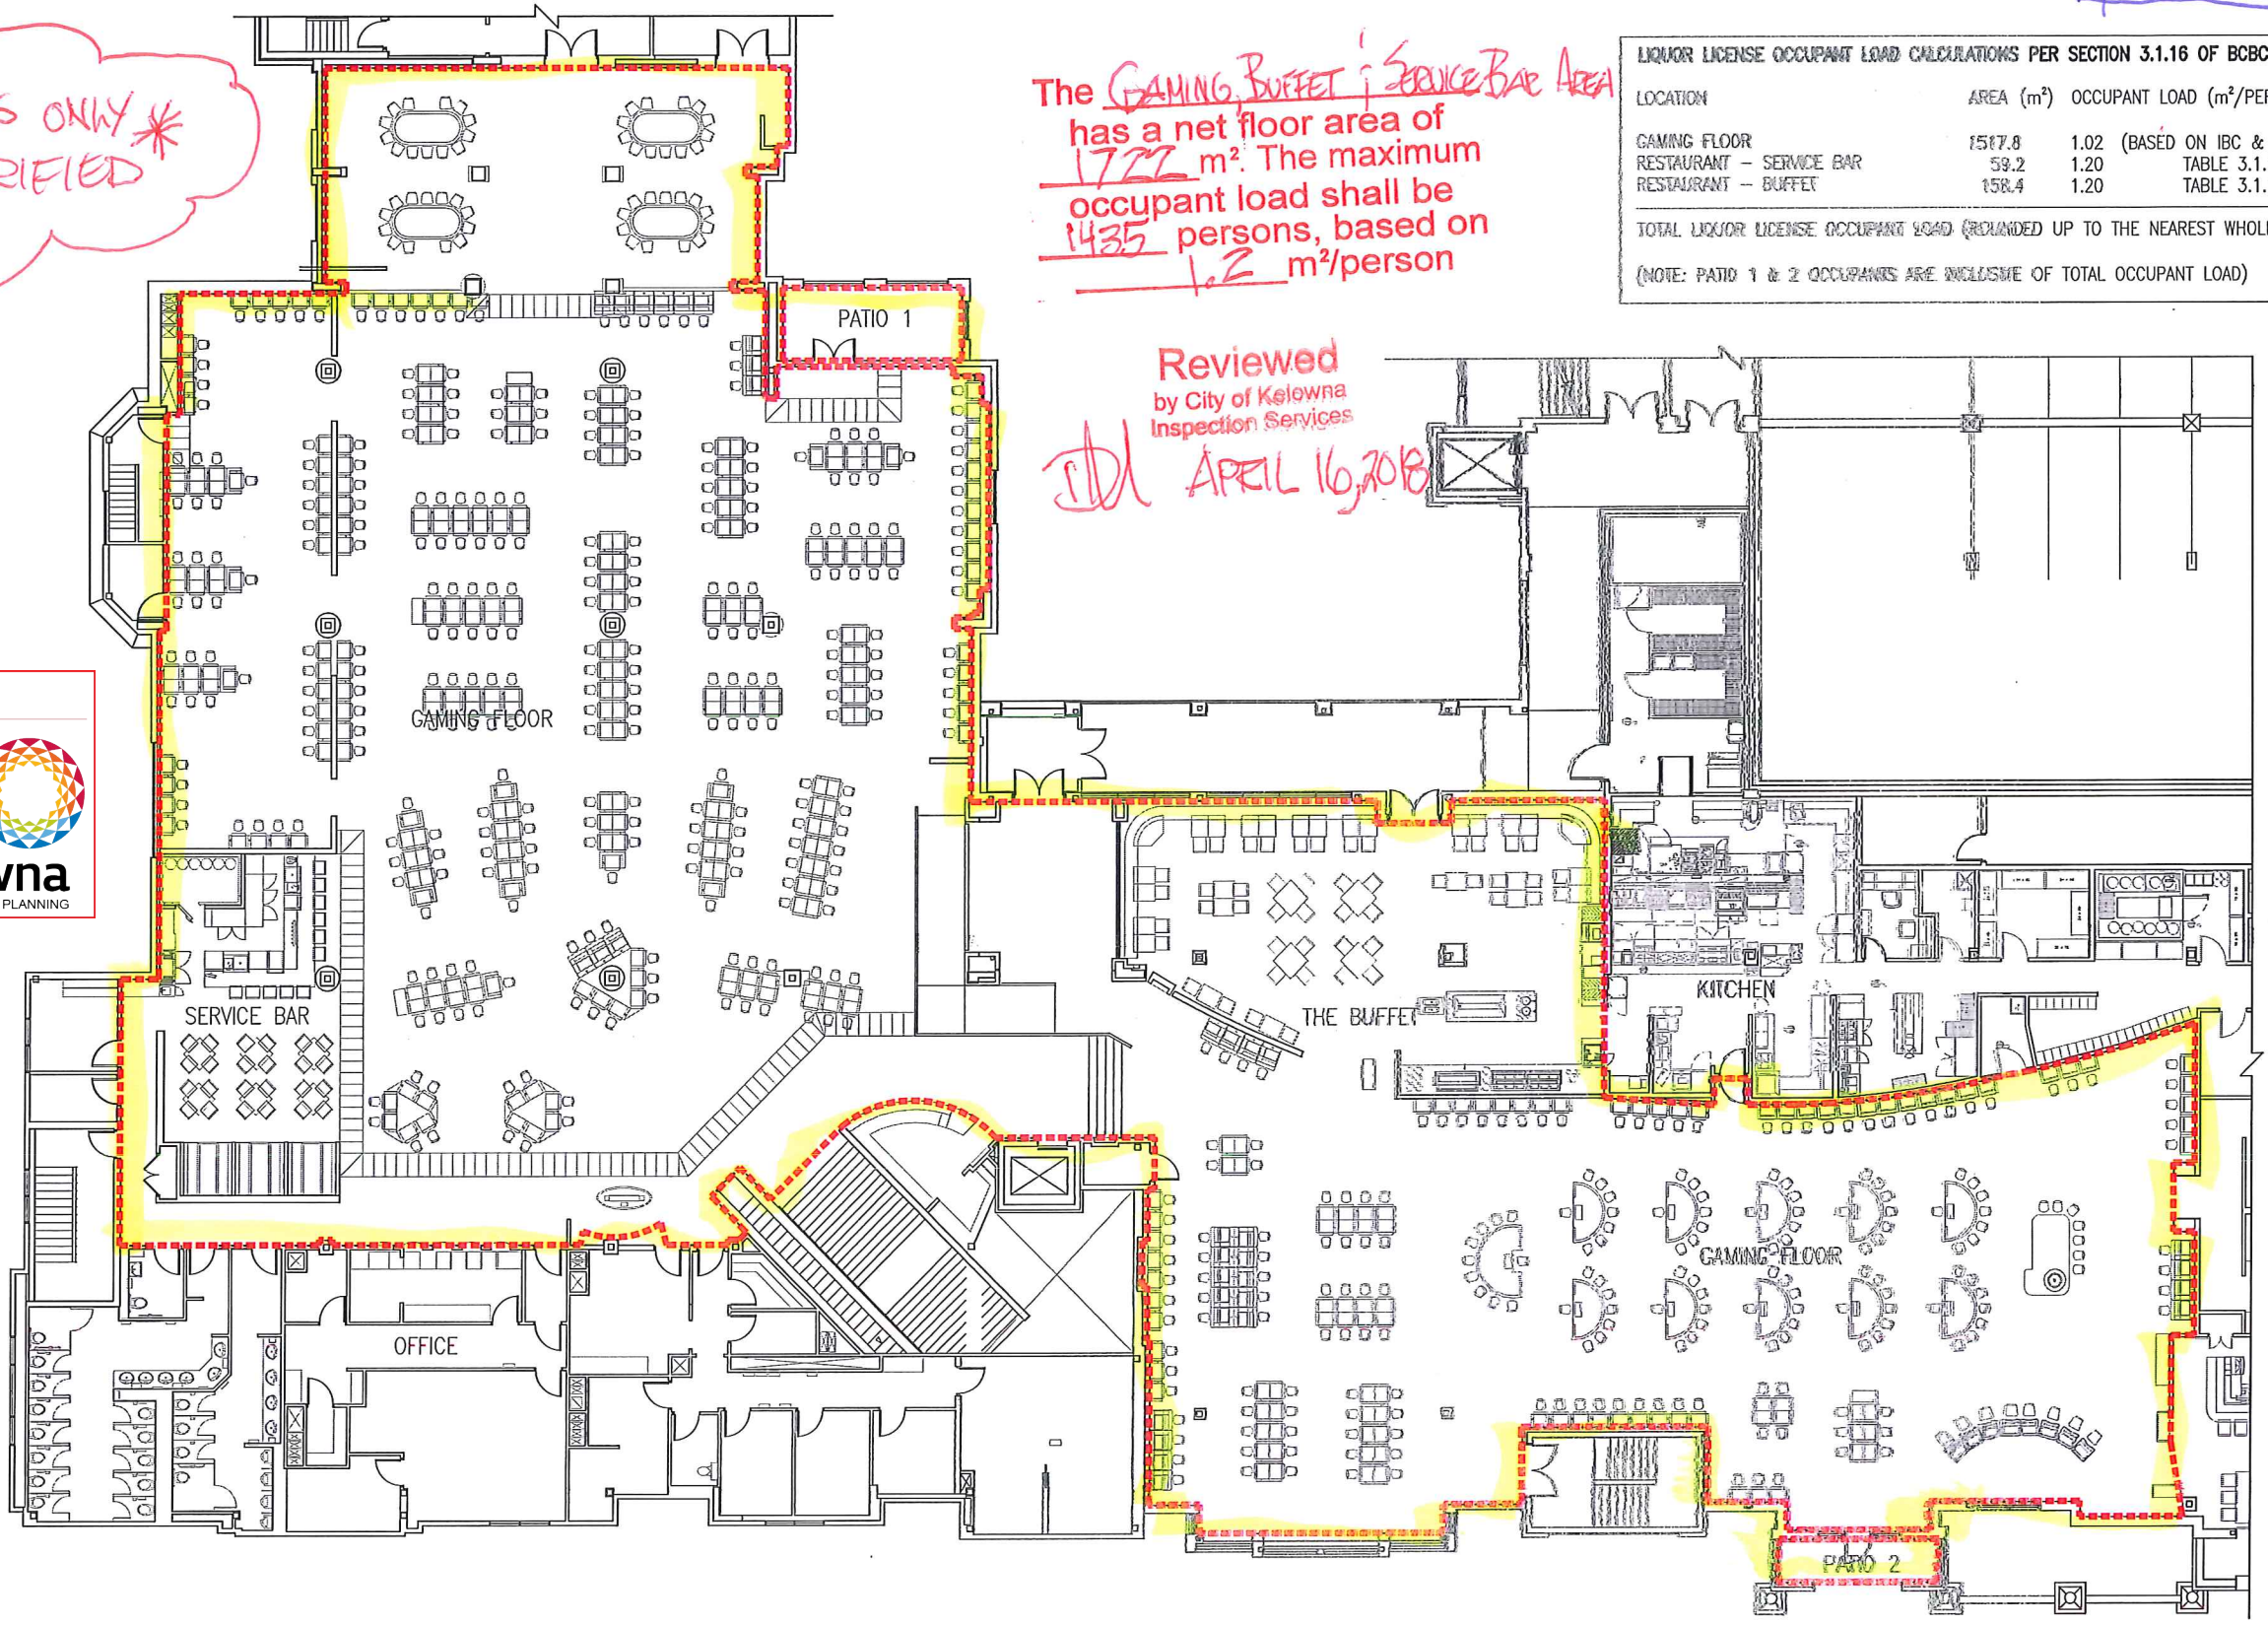 S ONLY *
RIFIED
The GAMING, BUFFET & SERVICE BAR AREA
has a net floor area of
1722 m². The maximum
occupant load shall be
1435 persons, based on
1.2 m²/person
Reviewed
by City of Kelowna
Inspection Services
APRIL 16, 2018
LIQUOR LICENSE OCCUPANT LOAD CALCULATIONS PER SECTION 3.1.16 OF BCBC
LOCATION AREA (m²) OCCUPANT LOAD (m²/PE
GAMING FLOOR 1517.8 1.02 (BASED ON IBC &
RESTAURANT - SERVICE BAR 59.2 1.20 TABLE 3.1.
RESTAURANT - BUFFET 158.4 1.20 TABLE 3.1.
TOTAL LIQUOR LICENSE OCCUPANT LOAD (ROUNDED UP TO THE NEAREST WHOL
(NOTE: PATIO 1 & 2 OCCUPANTS ARE INCLUSIVE OF TOTAL OCCUPANT LOAD)
PATIO 1
GAMING FLOOR
wna
PLANNING
SERVICE BAR
THE BUFFET
KITCHEN
GAMING FLOOR
OFFICE
PATIO 2